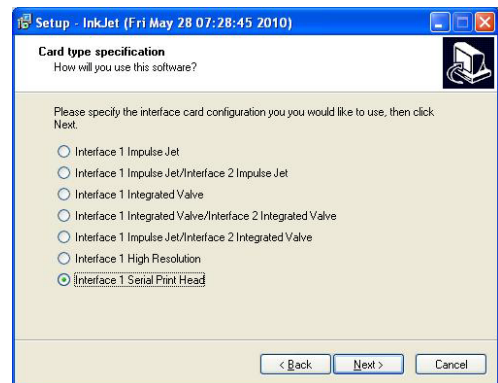 Setup - InkJet (Fri May 28 07:28:45 2010)
Card type specification
How will you use this software?
Please specify the interface card configuration you you would like to use, then click
Next.
Interface 1 Impulse Jet
Interface 1 Impulse Jet/Interface 2 Impulse Jet
Interface 1 Integrated Valve
Interface 1 Integrated Valve/Interface 2 Integrated Valve
Interface 1 Impulse Jet/Interface 2 Integrated Valve
Interface 1 High Resolution
Interface 1 Serial Print Head
< Back Next > Cancel